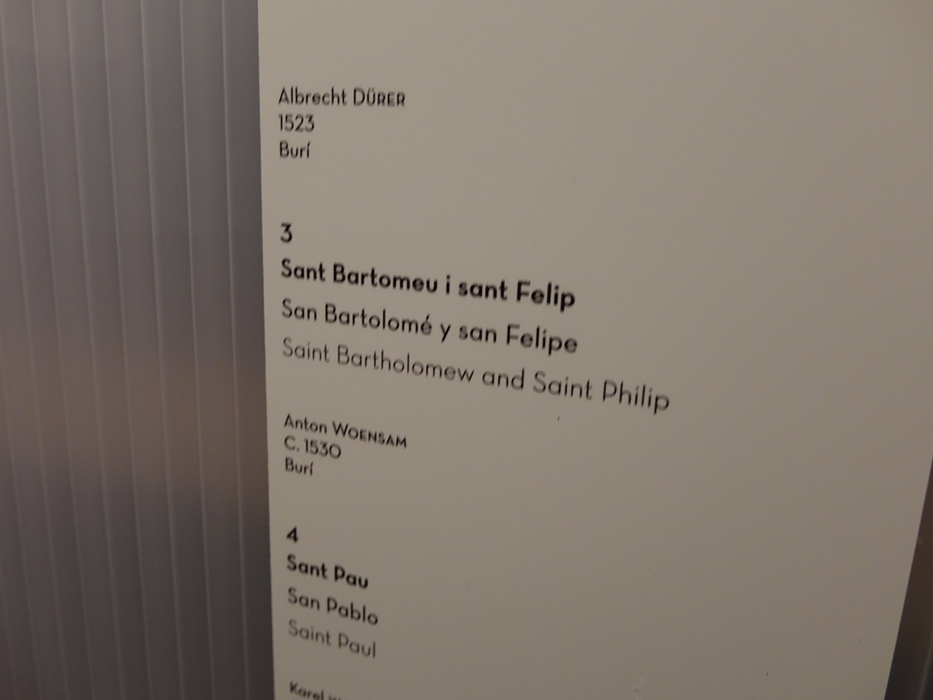 Albrecht DÜRER
1523
Burí
3
Sant Bartomeu i sant Felip
San Bartolomé y san Felipe
Saint Bartholomew and Saint Philip
Anton WOENSAM
C. 1530
Burí
4
Sant Pau
San Pablo
Saint Paul
Karel